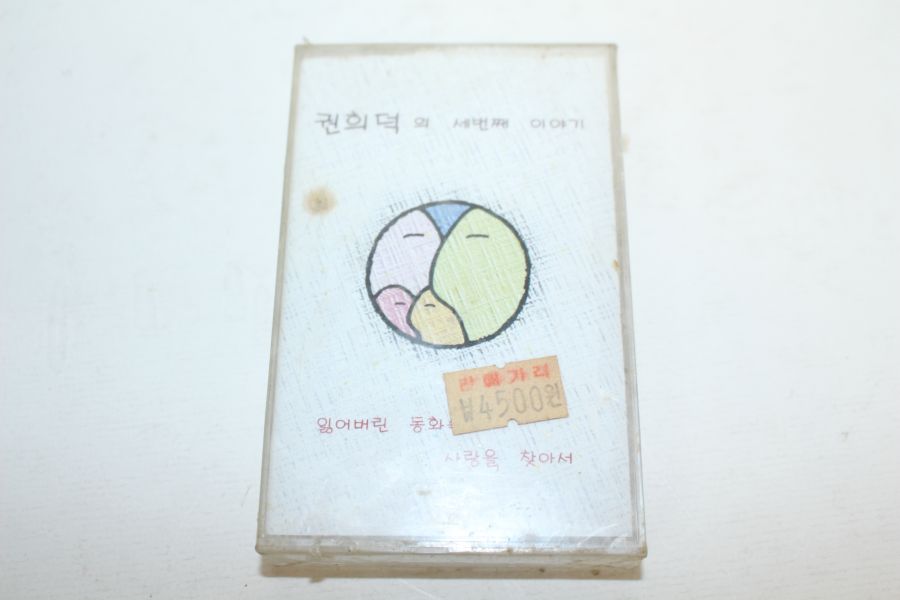 권희덕의 세번째 이야기
판매가격
₩4500원
잃어버린 동화
사랑을 찾아서